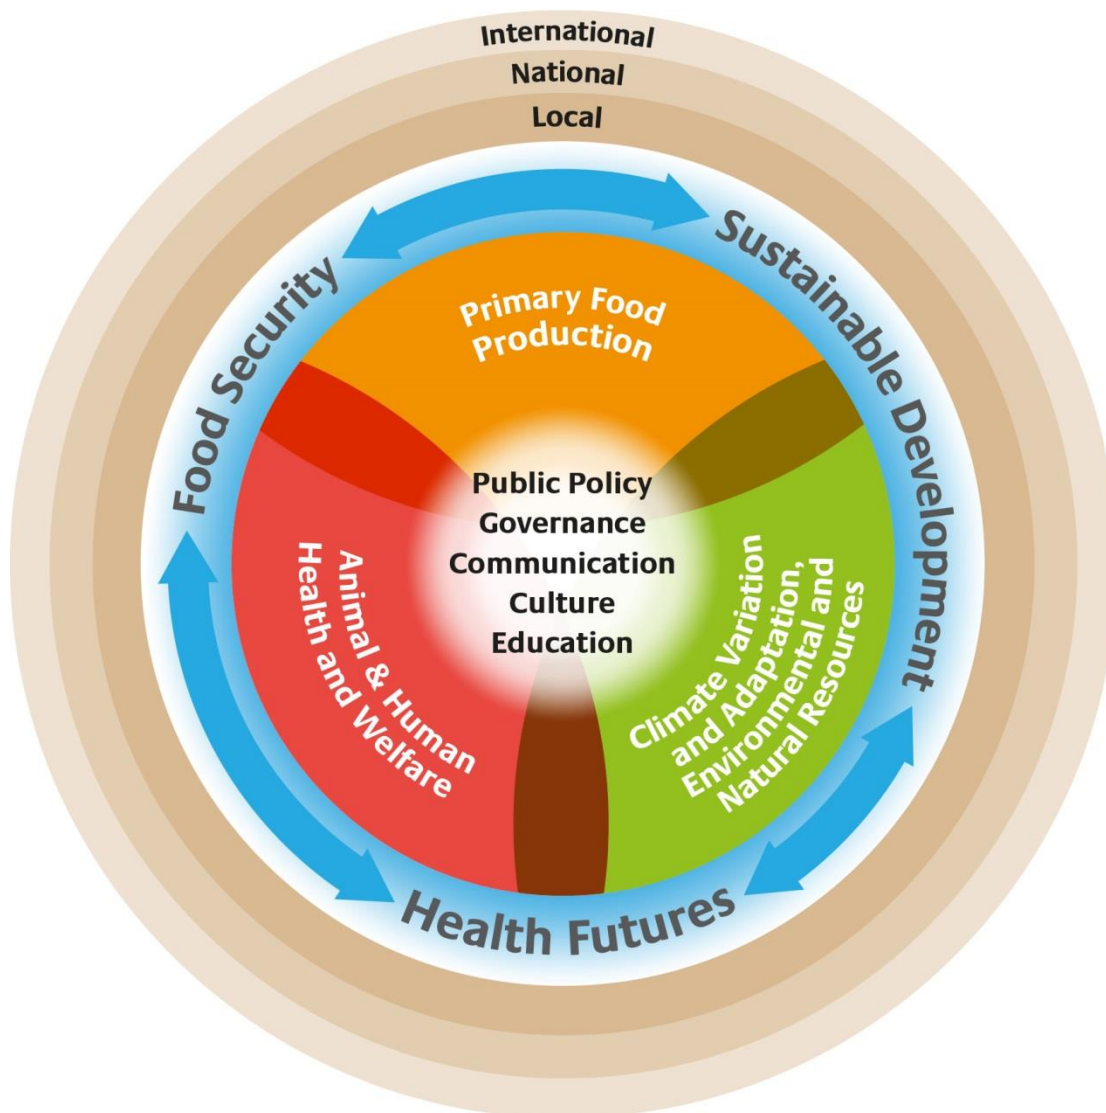 International
National
Local
Food Security
Sustainable Development
Primary Food
Production
Public Policy
Governance
Communication
Culture
Education
Animal & Human
Health and Welfare
Climate Variation
and Adaptation,
Environmental and
Natural Resources
Health Futures